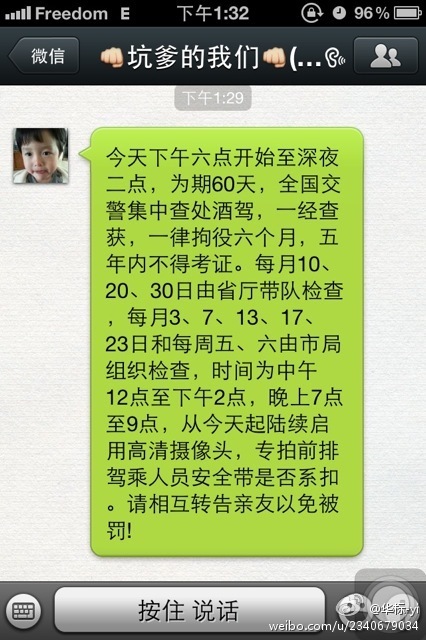 Freedom E 下午1:32 96%
微信 👊坑爹的我们👊(...
下午1:29
今天下午六点开始至深夜
二点，为期60天，全国交
警集中查处酒驾，一经查
获，一律拘役六个月，五
年内不得考证。每月10、
20、30日由省厅带队检查
，每月3、7、13、17、
23日和每周五、六由市局
组织检查，时间为中午
12点至下午2点，晚上7点
至9点，从今天起陆续启
用高清摄像头，专拍前排
驾乘人员安全带是否系扣
。请相互转告亲友以免被
罚!
按住 说话
@华标-yi
weibo.com/u/2340679034